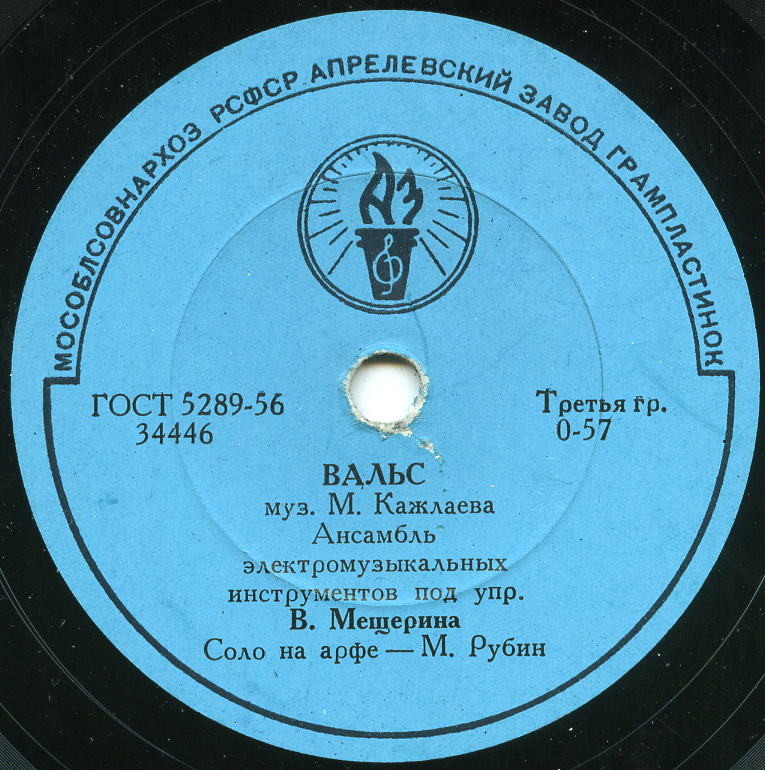 МОСОБЛСОВНАРХОЗ РСФСР АПРЕЛЕВСКИЙ ЗАВОД ГРАМПЛАСТИНОК
АЗ
ГОСТ 5289-56
34446
Третья гр.
0-57
ВАЛЬС
муз. М. Кажлаева
Ансамбль
электромузыкальных
инструментов под упр.
В. Мещерина
Соло на арфе — М. Рубин